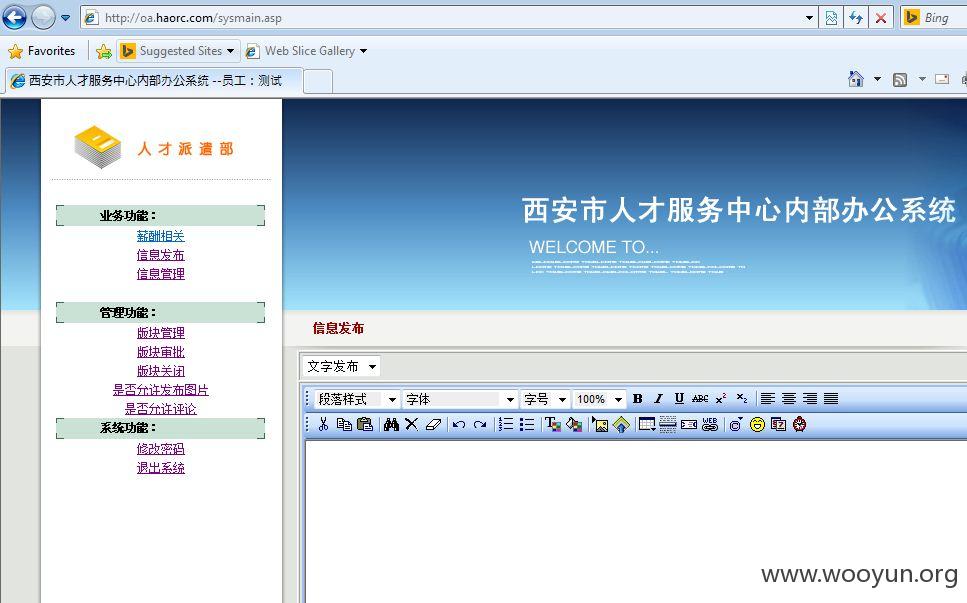 http://oa.haorc.com/sysmain.asp
Bing
Favorites
Suggested Sites
Web Slice Gallery
西安市人才服务中心内部办公系统 --员工：测试
人才派遣部
业务功能：
薪酬相关
信息发布
信息管理
管理功能：
版块管理
版块审批
版块关闭
是否允许发布图片
是否允许评论
系统功能：
修改密码
退出系统
西安市人才服务中心内部办公系统
WELCOME TO...
信息发布
文字发布
段落样式 字体 字号 100% B I U ABC x² x₂
WEB
www.wooyun.org